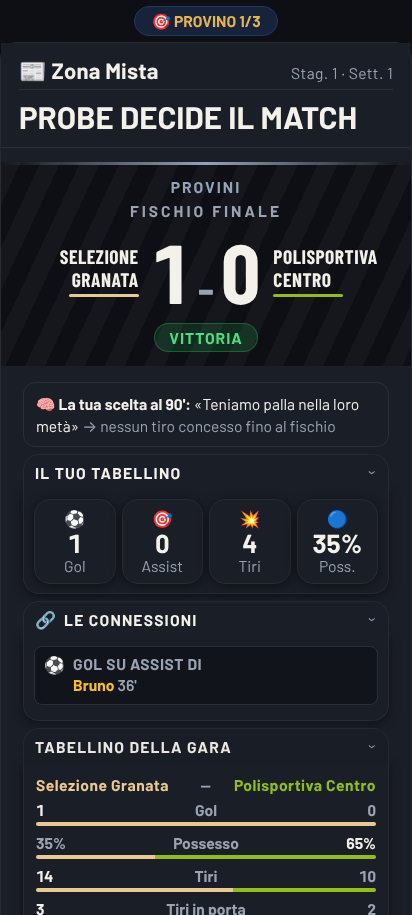 🎯 PROVINO 1/3
📰 Zona Mista
Stag. 1 · Sett. 1
PROBE DECIDE IL MATCH
PROVINI
FISCHIO FINALE
SELEZIONE
GRANATA
1 - 0
POLISPORTIVA
CENTRO
VITTORIA
🧠 La tua scelta al 90': «Teniamo palla nella loro
metà» → nessun tiro concesso fino al fischio
IL TUO TABELLINO
⚽ 🎯 💥 🔵
1 0 4 35%
Gol Assist Tiri Poss.
🔗 LE CONNESSIONI
⚽ GOL SU ASSIST DI
Bruno 36'
TABELLINO DELLA GARA
Selezione Granata – Polisportiva Centro
1 Gol 0
35% Possesso 65%
14 Tiri 10
3 Tiri in porta 2